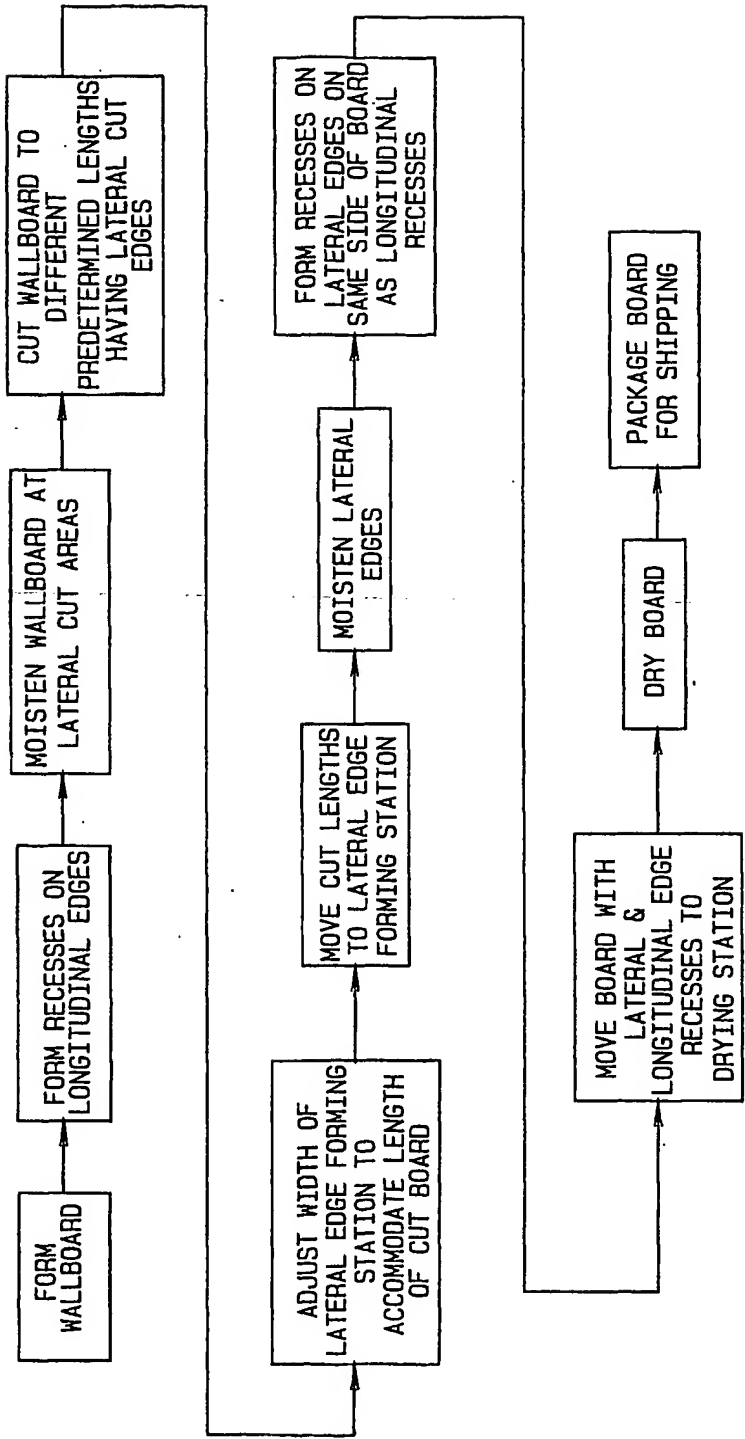 FORM
WALLBOARD
FORM RECESSES ON
LONGITUDINAL EDGES
MOISTEN WALLBOARD AT
LATERAL CUT AREAS
CUT WALLBOARD TO
DIFFERENT
PREDETERMINED LENGTHS
HAVING LATERAL CUT
EDGES
ADJUST WIDTH OF
LATERAL EDGE FORMING
STATION TO
ACCOMMODATE LENGTH
OF CUT BOARD
MOVE CUT LENGTHS
TO LATERAL EDGE
FORMING STATION
MOISTEN LATERAL
EDGES
FORM RECESSES ON
LATERAL EDGES ON
SAME SIDE OF BOARD
AS LONGITUDINAL
RECESSES
MOVE BOARD WITH
LATERAL &
LONGITUDINAL EDGE
RECESSES TO
DRYING STATION
DRY BOARD
PACKAGE BOARD
FOR SHIPPING